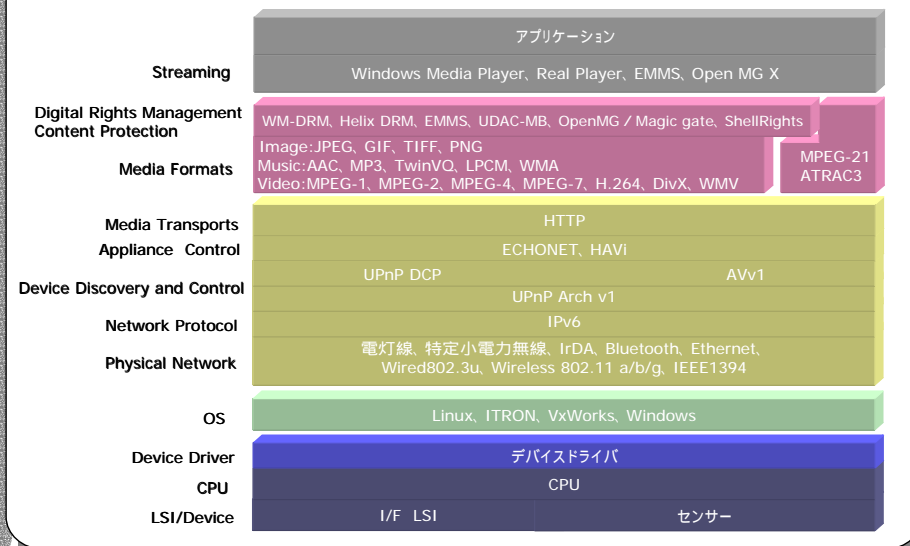 アプリケーション
Streaming
Windows Media Player、Real Player、EMMS、Open MG X
Digital Rights Management
Content Protection
WM-DRM、Helix DRM、EMMS、UDAC-MB、OpenMG / Magic gate、ShellRights
Media Formats
Image:JPEG、GIF、TIFF、PNG
Music:AAC、MP3、TwinVQ、LPCM、WMA
Video:MPEG-1、MPEG-2、MPEG-4、MPEG-7、H.264、DivX、WMV
MPEG-21
ATRAC3
Media Transports
HTTP
Appliance Control
ECHONET、HAVi
Device Discovery and Control
UPnP DCP
AVv1
UPnP Arch v1
Network Protocol
IPv6
Physical Network
電灯線、特定小電力無線、IrDA、Bluetooth、Ethernet、
Wired802.3u、Wireless 802.11 a/b/g、IEEE1394
OS
Linux、ITRON、VxWorks、Windows
Device Driver
デバイスドライバ
CPU
CPU
LSI/Device
I/F LSI
センサー